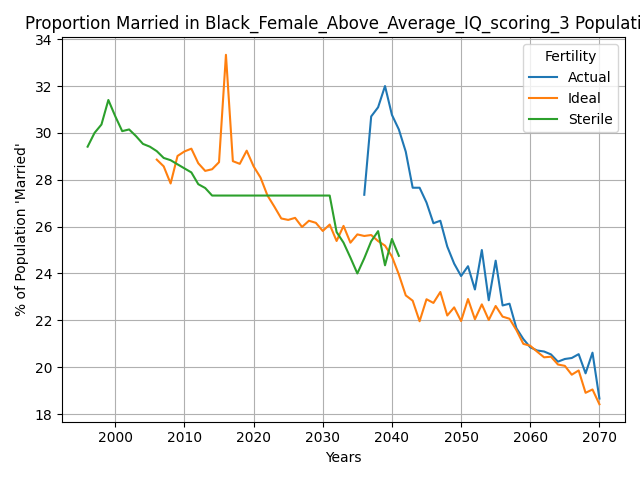 Proportion Married in Black_Female_Above_Average_IQ_scoring_3 Populati
% of Population 'Married'
34
32
30
28
26
24
22
20
18
Fertility
Actual
Ideal
Sterile
2000 2010 2020 2030 2040 2050 2060 2070
Years